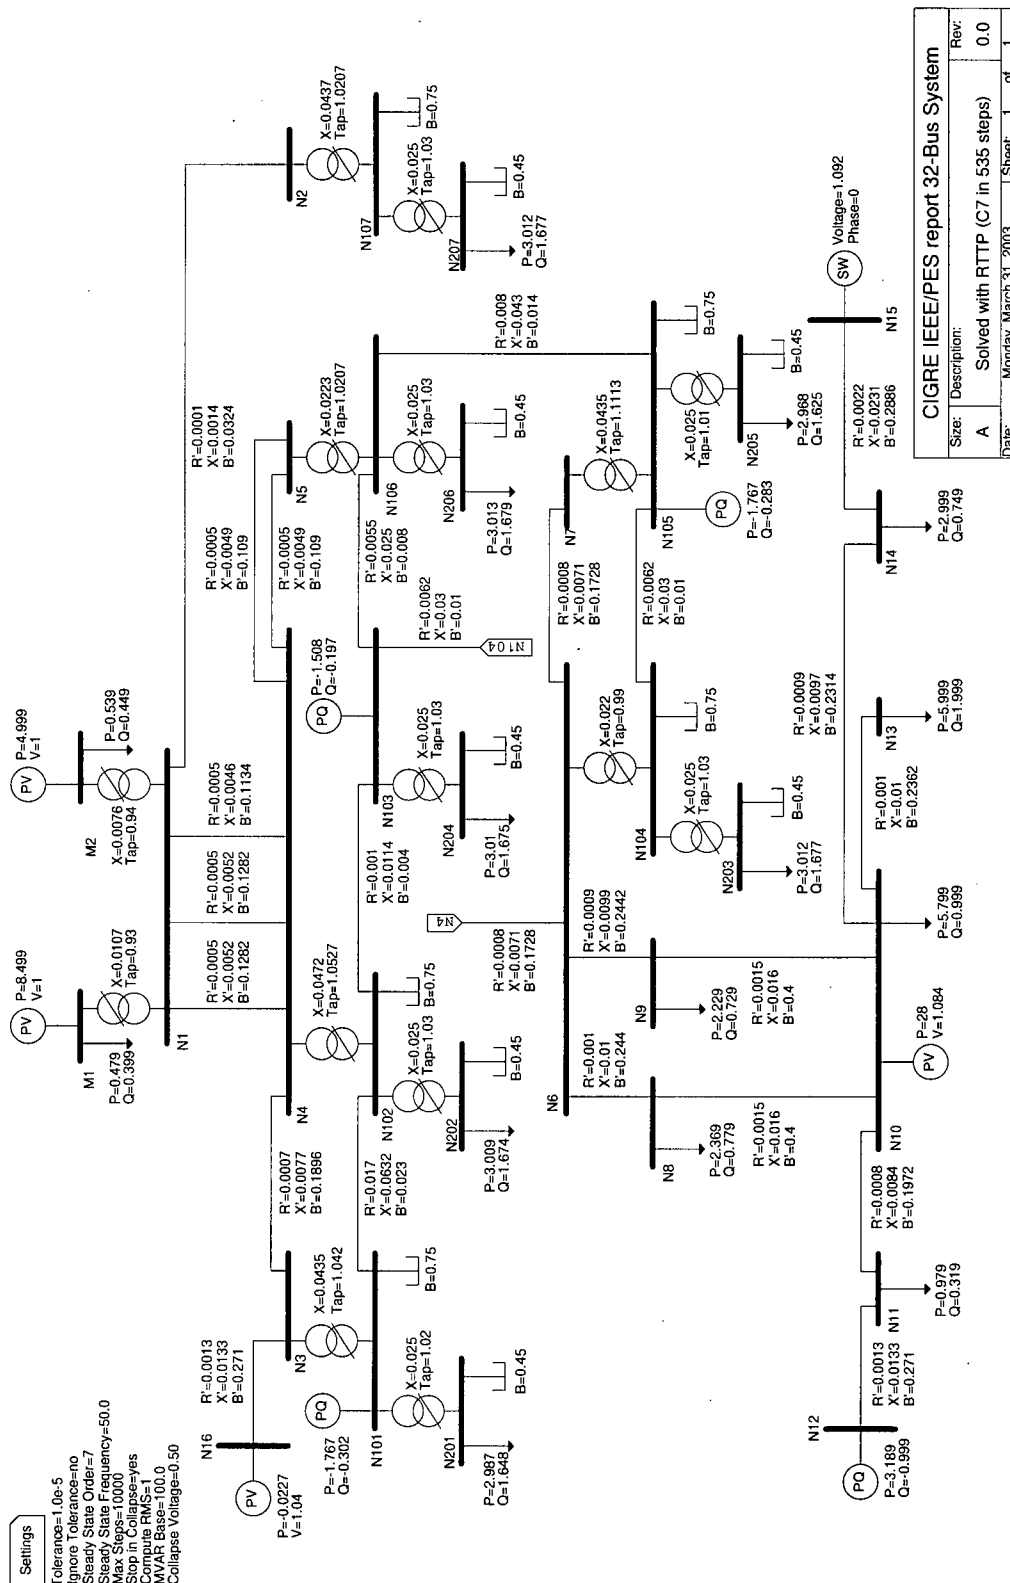 Settings
Tolerance=1.0e-5
Ignore Tolerance=no
Steady State Order=7
Steady State Frequency=50.0
Max Steps=10000
Stop in Collapse=yes
Compute RMS=1
MVAR Base=100.0
Collapse Voltage=0.50
PV
P=8.499
V=1
M1
P=0.479
Q=0.399
X=0.0107
Tap=0.93
PV
P=4.999
V=1
M2
P=0.539
Q=0.449
X=0.0076
Tap=0.94
N1
R'=0.0005
X'=0.0052
B'=0.1282
R'=0.0005
X'=0.0052
B'=0.1282
R'=0.0005
X'=0.0046
B'=0.1134
R'=0.0001
X'=0.0014
B'=0.0324
N16
PV
P=-0.0227
V=1.04
R'=0.0013
X'=0.0133
B'=0.271
N3
X=0.0435
Tap=1.042
R'=0.0007
X'=0.0077
B'=0.1896
N4
X=0.0472
Tap=1.0527
R'=0.0005
X'=0.0049
B'=0.109
R'=0.0005
X'=0.0049
B'=0.109
N5
X=0.0223
Tap=1.0207
N2
X=0.0437
Tap=1.0207
PQ
P=-1.767
Q=-0.302
N101
B=0.75
X=0.025
Tap=1.02
N201
P=2.987
Q=1.648
B=0.45
R'=0.017
X'=0.0632
B'=0.023
N102
B=0.75
X=0.025
Tap=1.03
N202
P=3.009
Q=1.674
B=0.45
R'=0.001
X'=0.0114
B'=0.004
PQ
P=-1.508
Q=-0.197
N103
X=0.025
Tap=1.03
N204
P=3.01
Q=1.675
B=0.45
R'=0.0055
X'=0.025
B'=0.008
R'=0.0062
X'=0.03
B'=0.01
N104
N106
X=0.025
Tap=1.03
N206
P=3.013
Q=1.679
B=0.45
N107
B=0.75
X=0.025
Tap=1.03
N207
P=3.012
Q=1.677
B=0.45
R'=0.008
X'=0.043
B'=0.014
N4
R'=0.0008
X'=0.0071
B'=0.1728
N6
R'=0.001
X'=0.01
B'=0.244
R'=0.0009
X'=0.0099
B'=0.2442
X=0.022
Tap=0.99
R'=0.0008
X'=0.0071
B'=0.1728
N7
X=0.0435
Tap=1.1113
N8
P=2.369
Q=0.779
R'=0.0015
X'=0.016
B'=0.4
N9
P=2.229
Q=0.729
R'=0.0015
X'=0.016
B'=0.4
N104
B=0.75
X=0.025
Tap=1.03
N203
P=3.012
Q=1.677
B=0.45
R'=0.0062
X'=0.03
B'=0.01
N105
PQ
P=-1.767
Q=-0.283
B=0.75
X=0.025
Tap=1.01
N205
P=2.968
Q=1.625
B=0.45
N12
PQ
P=3.189
Q=-0.999
R'=0.0013
X'=0.0133
B'=0.271
N11
P=0.979
Q=0.319
R'=0.0008
X'=0.0084
B'=0.1972
N10
PV
P=28
V=1.084
P=5.799
Q=0.999
R'=0.001
X'=0.01
B'=0.2362
N13
P=5.999
Q=1.999
R'=0.0009
X'=0.0097
B'=0.2314
N14
P=2.999
Q=0.749
R'=0.0022
X'=0.0231
B'=0.2886
N15
SW
Voltage=1.092
Phase=0
CIGRE IEEE/PES report 32-Bus System
Size: Description: Rev:
A Solved with RTTP (C7 in 535 steps) 0.0
Date: Monday, March 31, 2003 Sheet: 1 of 1